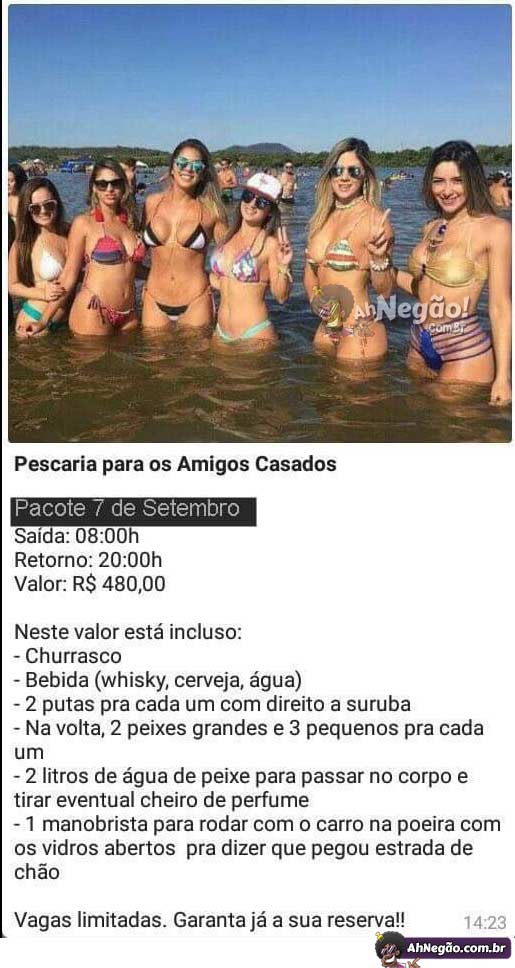 AhNegão!
.com.Br
Pescaria para os Amigos Casados
Pacote 7 de Setembro
Saída: 08:00h
Retorno: 20:00h
Valor: R$ 480,00
Neste valor está incluso:
- Churrasco
- Bebida (whisky, cerveja, água)
- 2 putas pra cada um com direito a suruba
- Na volta, 2 peixes grandes e 3 pequenos pra cada
um
- 2 litros de água de peixe para passar no corpo e
tirar eventual cheiro de perfume
- 1 manobrista para rodar com o carro na poeira com
os vidros abertos  pra dizer que pegou estrada de
chão
Vagas limitadas. Garanta já a sua reserva!!
14:23
AhNegão.com.br